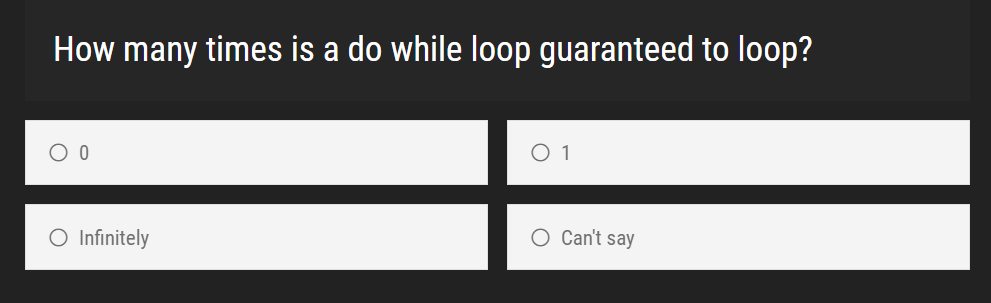 How many times is a do while loop guaranteed to loop?
0
1
Infinitely
Can't say